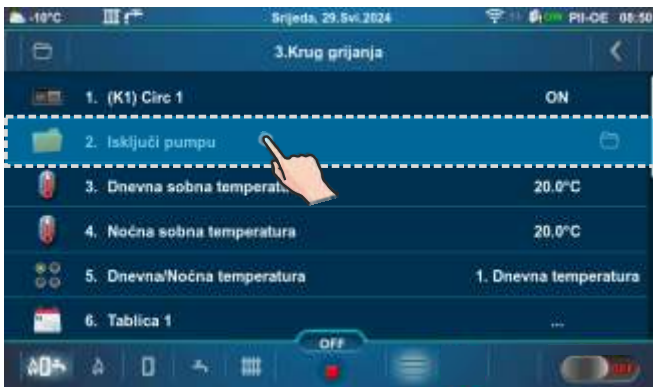 -10°C Srijeda, 29.Svi.2024 PII-OE 08:50
3.Krug grijanja
1. (K1) Circ 1 ON
2. Isključi pumpu
3. Dnevna sobna 20.0°C
4. Noćna sobna temperatura 20.0°C
5. Dnevna/Noćna temperatura 1. Dnevna temperatura
6. Tablica 1 ...
OFF
OFF